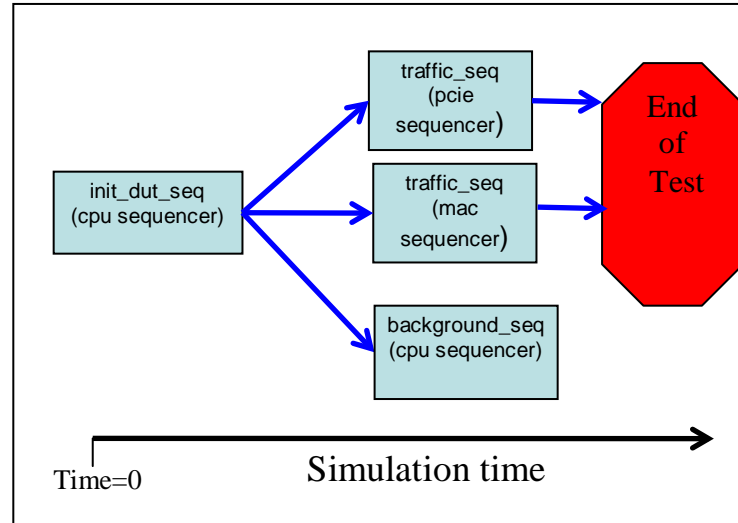 traffic_seq
(pcie
sequencer)
End
of
Test
init_dut_seq
(cpu sequencer)
traffic_seq
(mac
sequencer)
background_seq
(cpu sequencer)
Time=0
Simulation time